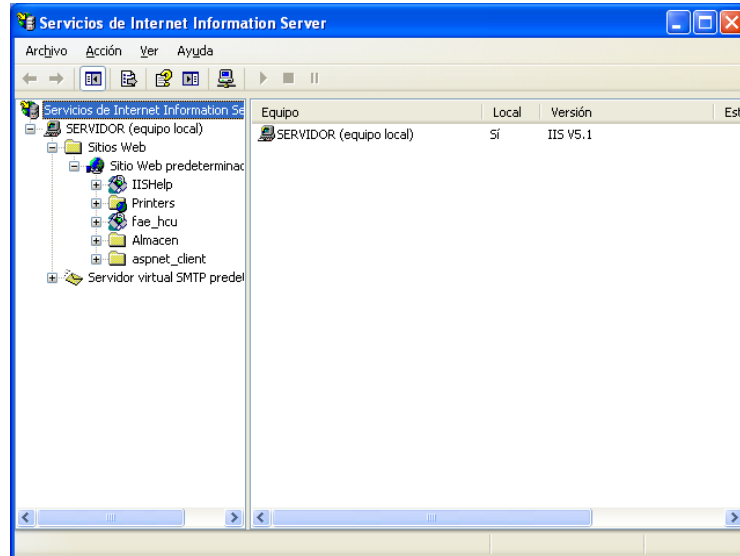 Servicios de Internet Information Server
Archivo Acción Ver Ayuda
Servicios de Internet Information Se
SERVIDOR (equipo local)
Sitios Web
Sitio Web predeterminad
IISHelp
Printers
fae_hcu
Almacen
aspnet_client
Servidor virtual SMTP predet
Equipo Local Versión Est
SERVIDOR (equipo local) Sí IIS V5.1